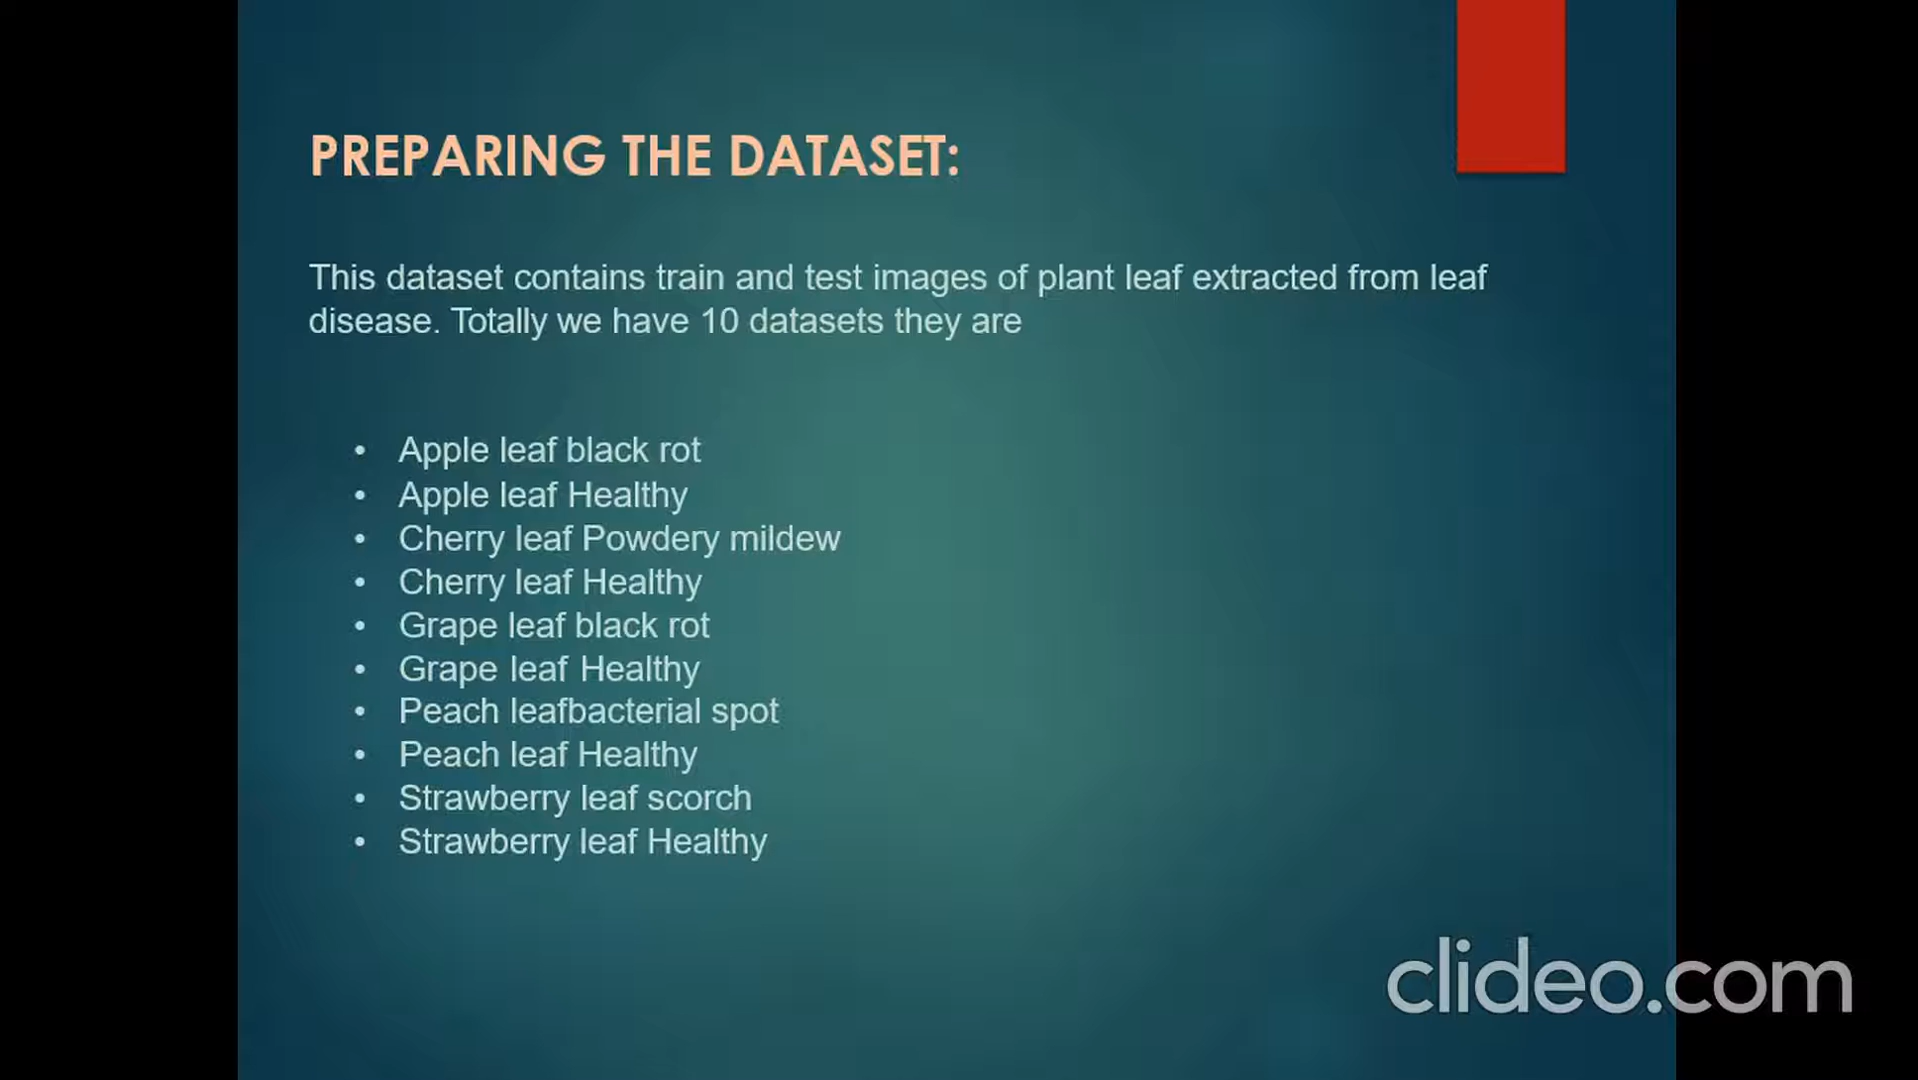 PREPARING THE DATASET:
This dataset contains train and test images of plant leaf extracted from leaf
disease. Totally we have 10 datasets they are
• Apple leaf black rot
• Apple leaf Healthy
• Cherry leaf Powdery mildew
• Cherry leaf Healthy
• Grape leaf black rot
• Grape leaf Healthy
• Peach leafbacterial spot
• Peach leaf Healthy
• Strawberry leaf scorch
• Strawberry leaf Healthy
clideo.com